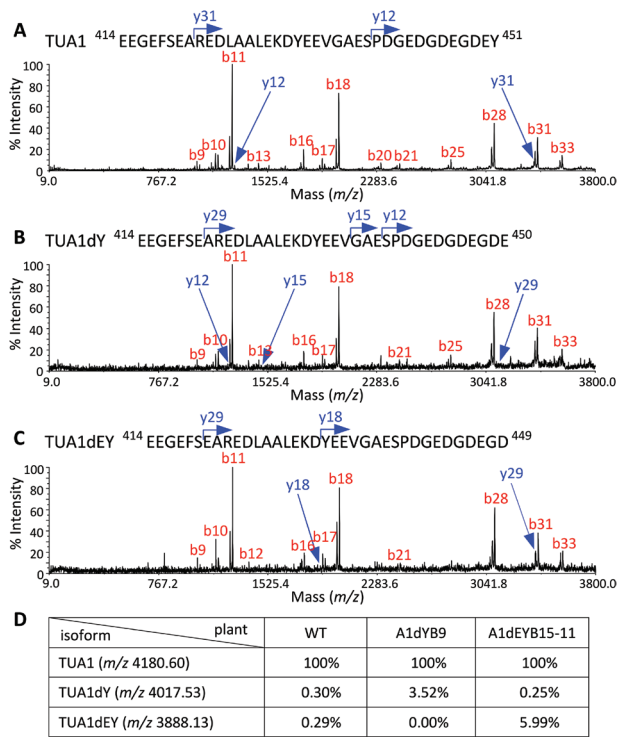 y31 y12
A TUA1 414 EEGEFSEAREDLAALEKDYEEVGAESPDGEDGDEGDEY 451
% Intensity
100
80
60
40
20
0
b9 b10 b11 y12 b13 b16 b17 b18 b20 b21 b25 b28 y31 b31 b33
9.0 767.2 1525.4 2283.6 3041.8 3800.0
Mass (m/z)
y29 y15 y12
B TUA1dY 414 EEGEFSEAREDLAALEKDYEEVGAESPDGEDGDEGDE 450
% Intensity
100
80
60
40
20
0
b9 b10 y12 b11 b13 y15 b16 b17 b18 b21 b25 b28 y29 b31 b33
9.0 767.2 1525.4 2283.6 3041.8 3800.0
Mass (m/z)
y29 y18
C TUA1dEY 414 EEGEFSEAREDLAALEKDYEEVGAESPDGEDGDEGD 449
% Intensity
100
80
60
40
20
0
b9 b10 b11 b12 b16 y18 b17 b18 b21 b28 y29 b31 b33
9.0 767.2 1525.4 2283.6 3041.8 3800.0
Mass (m/z)
D
isoform plant WT A1dYB9 A1dEYB15-11
TUA1 (m/z 4180.60) 100% 100% 100%
TUA1dY (m/z 4017.53) 0.30% 3.52% 0.25%
TUA1dEY (m/z 3888.13) 0.29% 0.00% 5.99%